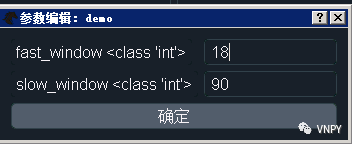 参数编辑：demo
fast_window <class 'int'> 18
slow_window <class 'int'> 90
确定
VNPY